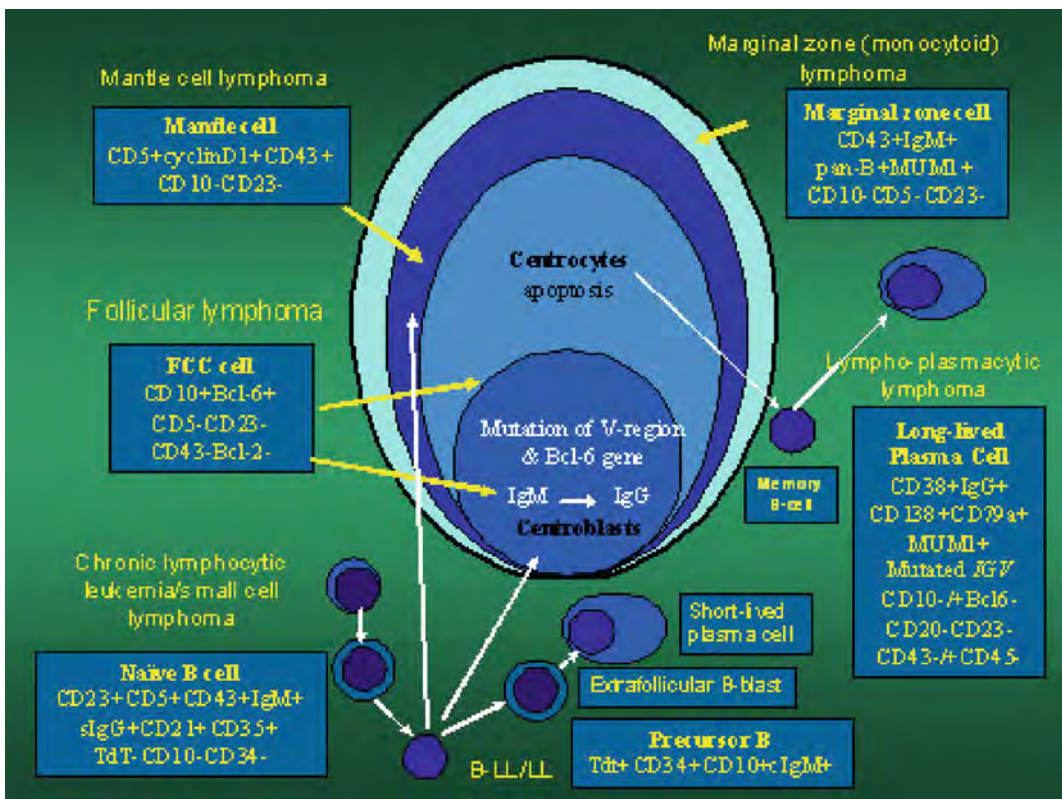 Mantle cell lymphoma
Mantle cell
CD5+cyclinD1+CD43+
CD10-CD23-
Marginal zone (monocytoid)
lymphoma
Marginal zone cell
CD43+IgM+
pan-B+MUM1+
CD10-CD5-CD23-
Centrocytes
apoptosis
Follicular lymphoma
FCC cell
CD10+Bcl-6+
CD5-CD23-
CD43-Bcl-2-
Mutation of V-region
& Bcl-6 gene
IgM IgG
Centroblasts
Memory
B-cell
Lympho-plasmacytic
lymphoma
Long-lived
Plasma Cell
CD38+IgG+
CD138+CD79a+
MUM1+
Mutated IGV
CD10-/+Bcl6-
CD20-CD23-
CD43-/+CD45-
Chronic lymphocytic
leukemia/small cell
lymphoma
Naïve B cell
CD23+CD5+CD43+IgM+
sIgG+CD21+CD35+
TdT-CD10-CD34-
Short-lived
plasma cell
Extrafollicular B-blast
B-LL/LL
Precursor B
Tdt+ CD34+CD10+cIgM+